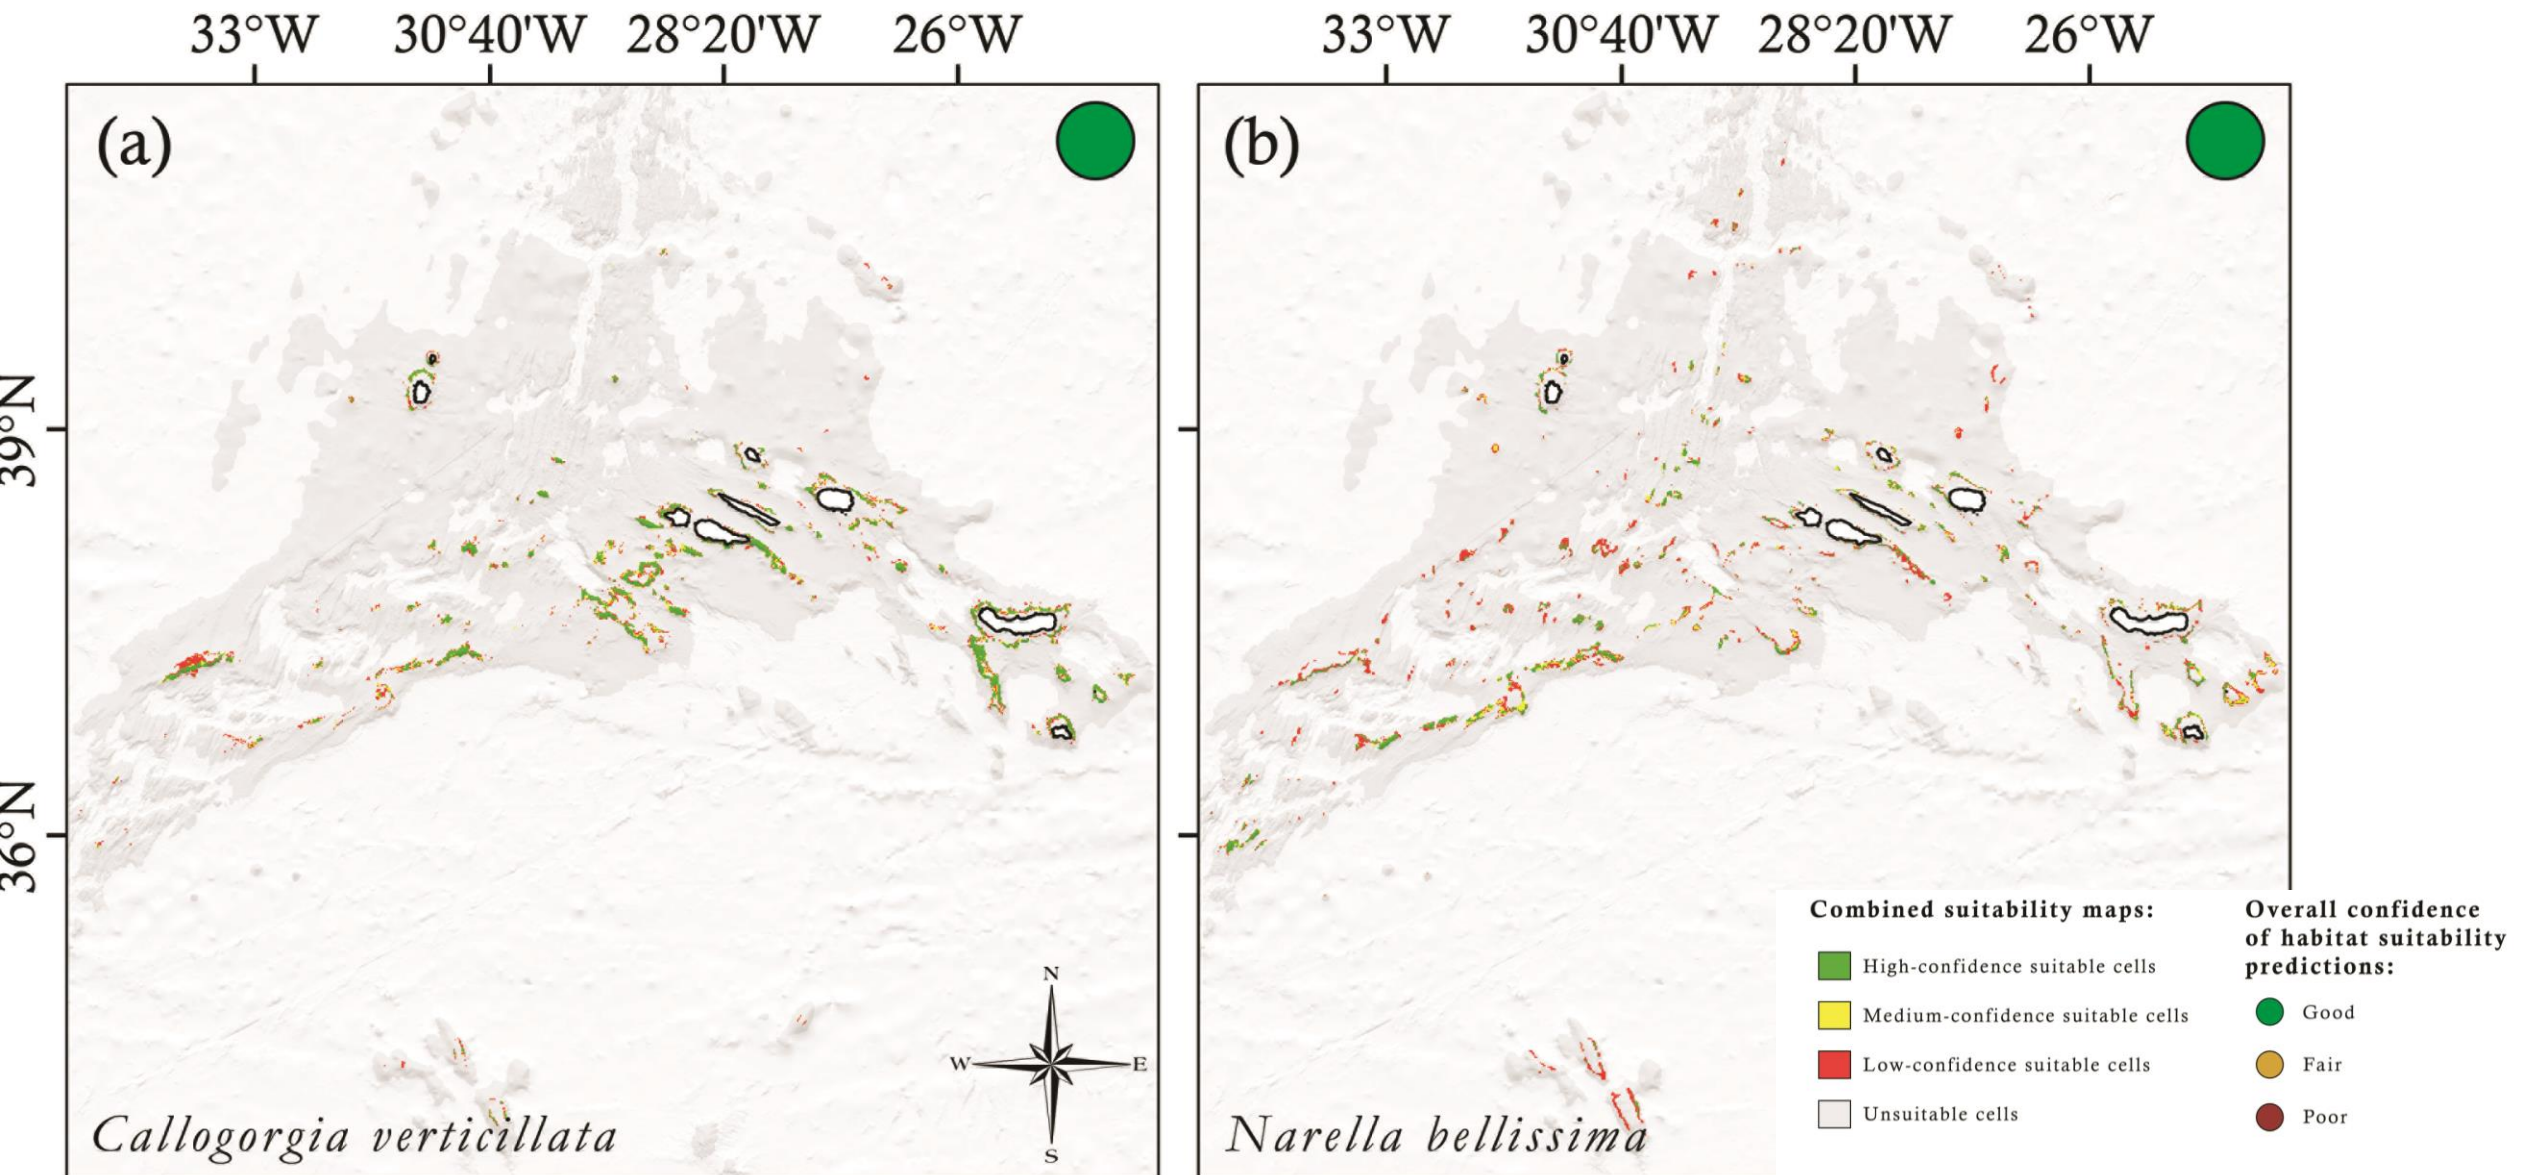 33°W 30°40'W 28°20'W 26°W 33°W 30°40'W 28°20'W 26°W
(a)
(b)
39°N
36°N
N
W E
S
Callogorgia verticillata
Narella bellissima
Combined suitability maps:
High-confidence suitable cells
Medium-confidence suitable cells
Low-confidence suitable cells
Unsuitable cells
Overall confidence
of habitat suitability
predictions:
Good
Fair
Poor